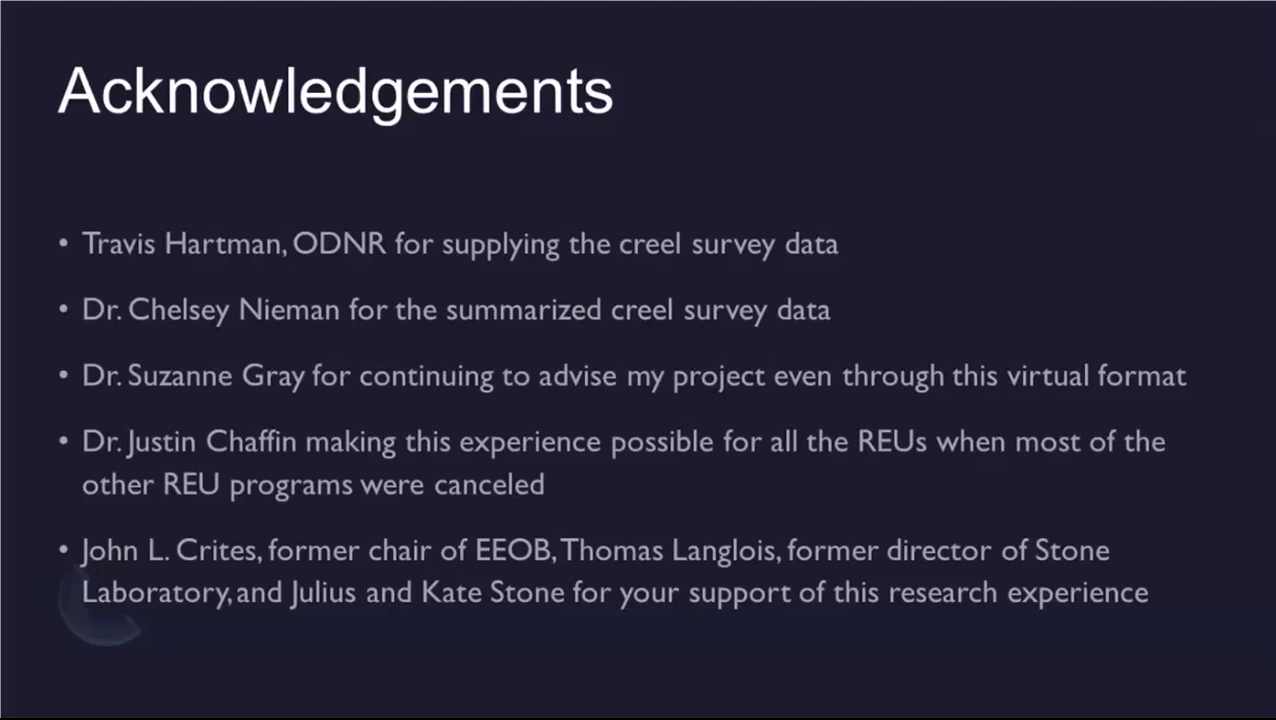 Acknowledgements
• Travis Hartman, ODNR for supplying the creel survey data
• Dr. Chelsey Nieman for the summarized creel survey data
• Dr. Suzanne Gray for continuing to advise my project even through this virtual format
• Dr. Justin Chaffin making this experience possible for all the REUs when most of the
other REU programs were canceled
• John L. Crites, former chair of EEOB, Thomas Langlois, former director of Stone
Laboratory, and Julius and Kate Stone for your support of this research experience